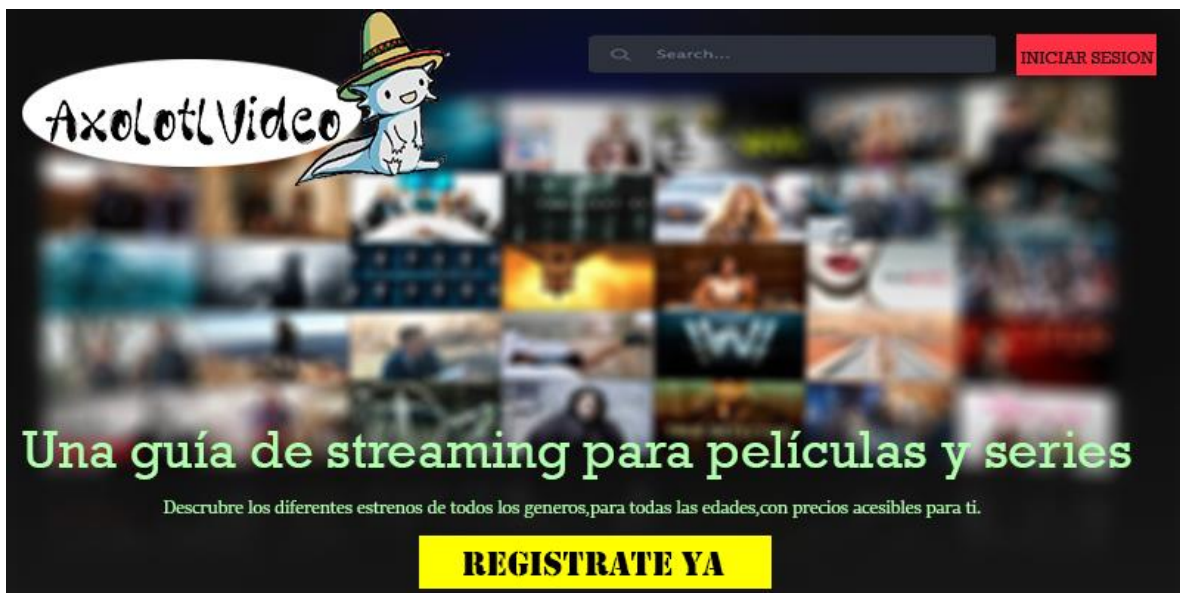 AxolotlVideo
Search...
INICIAR SESION
Una guía de streaming para películas y series
Descrubre los diferentes estrenos de todos los generos,para todas las edades,con precios acesibles para ti.
REGISTRATE YA